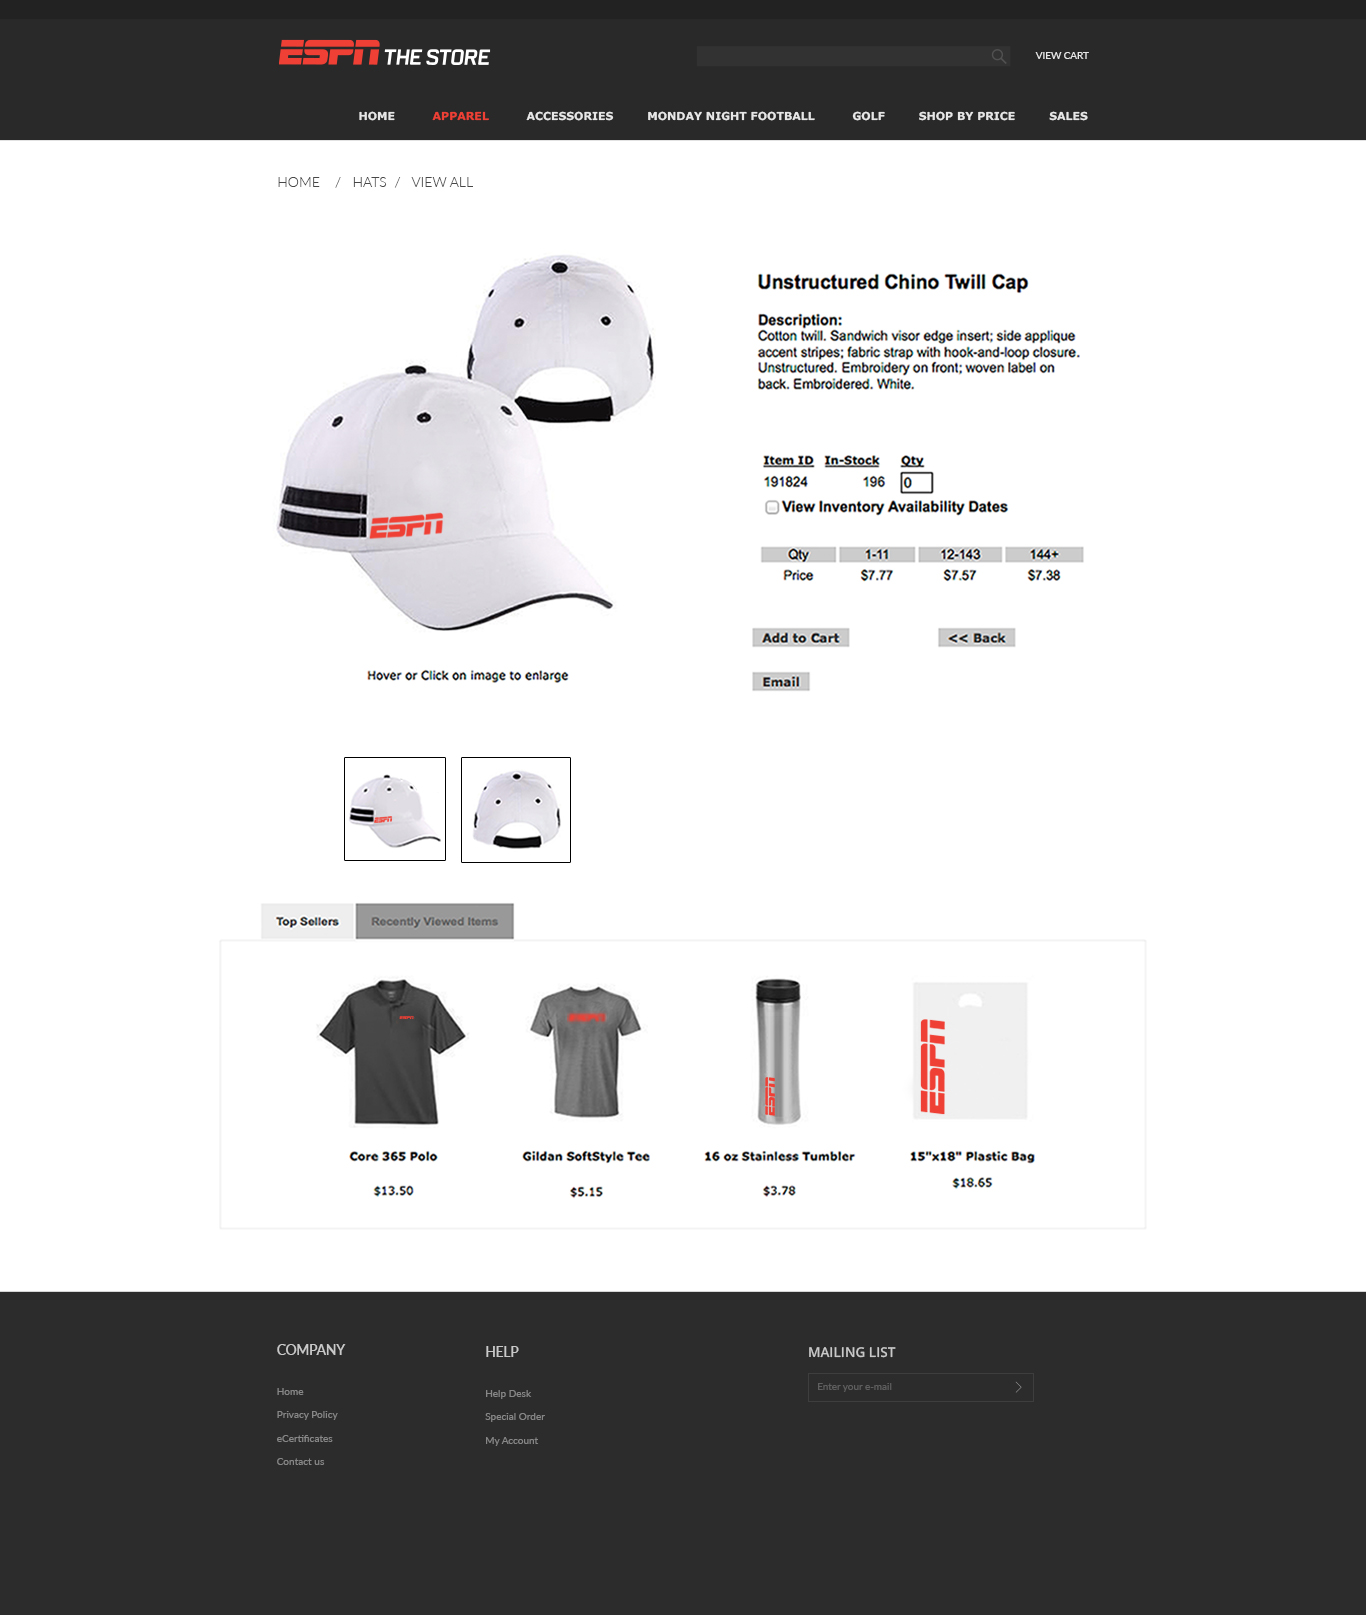 ESPN THE STORE
VIEW CART
HOME APPAREL ACCESSORIES MONDAY NIGHT FOOTBALL GOLF SHOP BY PRICE SALES
HOME / HATS / VIEW ALL
Unstructured Chino Twill Cap
Description:
Cotton twill. Sandwich visor edge insert; side applique
accent stripes; fabric strap with hook-and-loop closure.
Unstructured. Embroidery on front; woven label on
back. Embroidered. White.
Item ID In-Stock Qty
191824 196 0
View Inventory Availability Dates
ESPN
Qty 1-11 12-143 144+
Price $7.77 $7.57 $7.38
Add to Cart << Back
Hover or Click on image to enlarge
Email
ESPN
Top Sellers Recently Viewed Items
ESPN
ESPN
ESPN
ESPN
Core 365 Polo Gildan SoftStyle Tee 16 oz Stainless Tumbler 15"x18" Plastic Bag
$13.50 $5.15 $3.78 $18.65
COMPANY
Home
Privacy Policy
eCertificates
Contact us
HELP
Help Desk
Special Order
My Account
MAILING LIST
Enter your e-mail